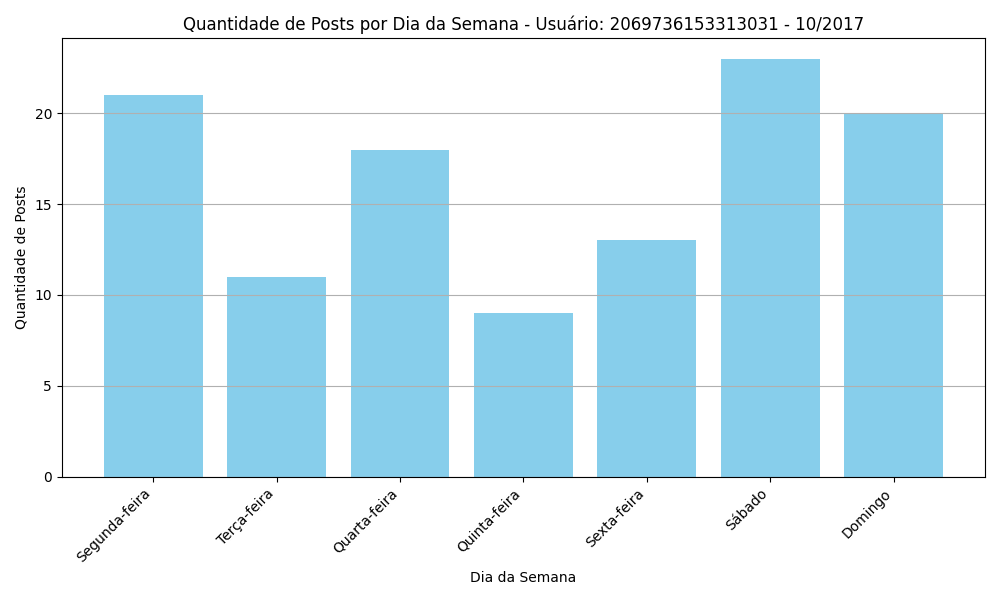 Quantidade de Posts por Dia da Semana - Usuário: 2069736153313031 - 10/2017
Quantidade de Posts
20
15
10
5
0
Segunda-feira
Terça-feira
Quarta-feira
Quinta-feira
Sexta-feira
Sábado
Domingo
Dia da Semana